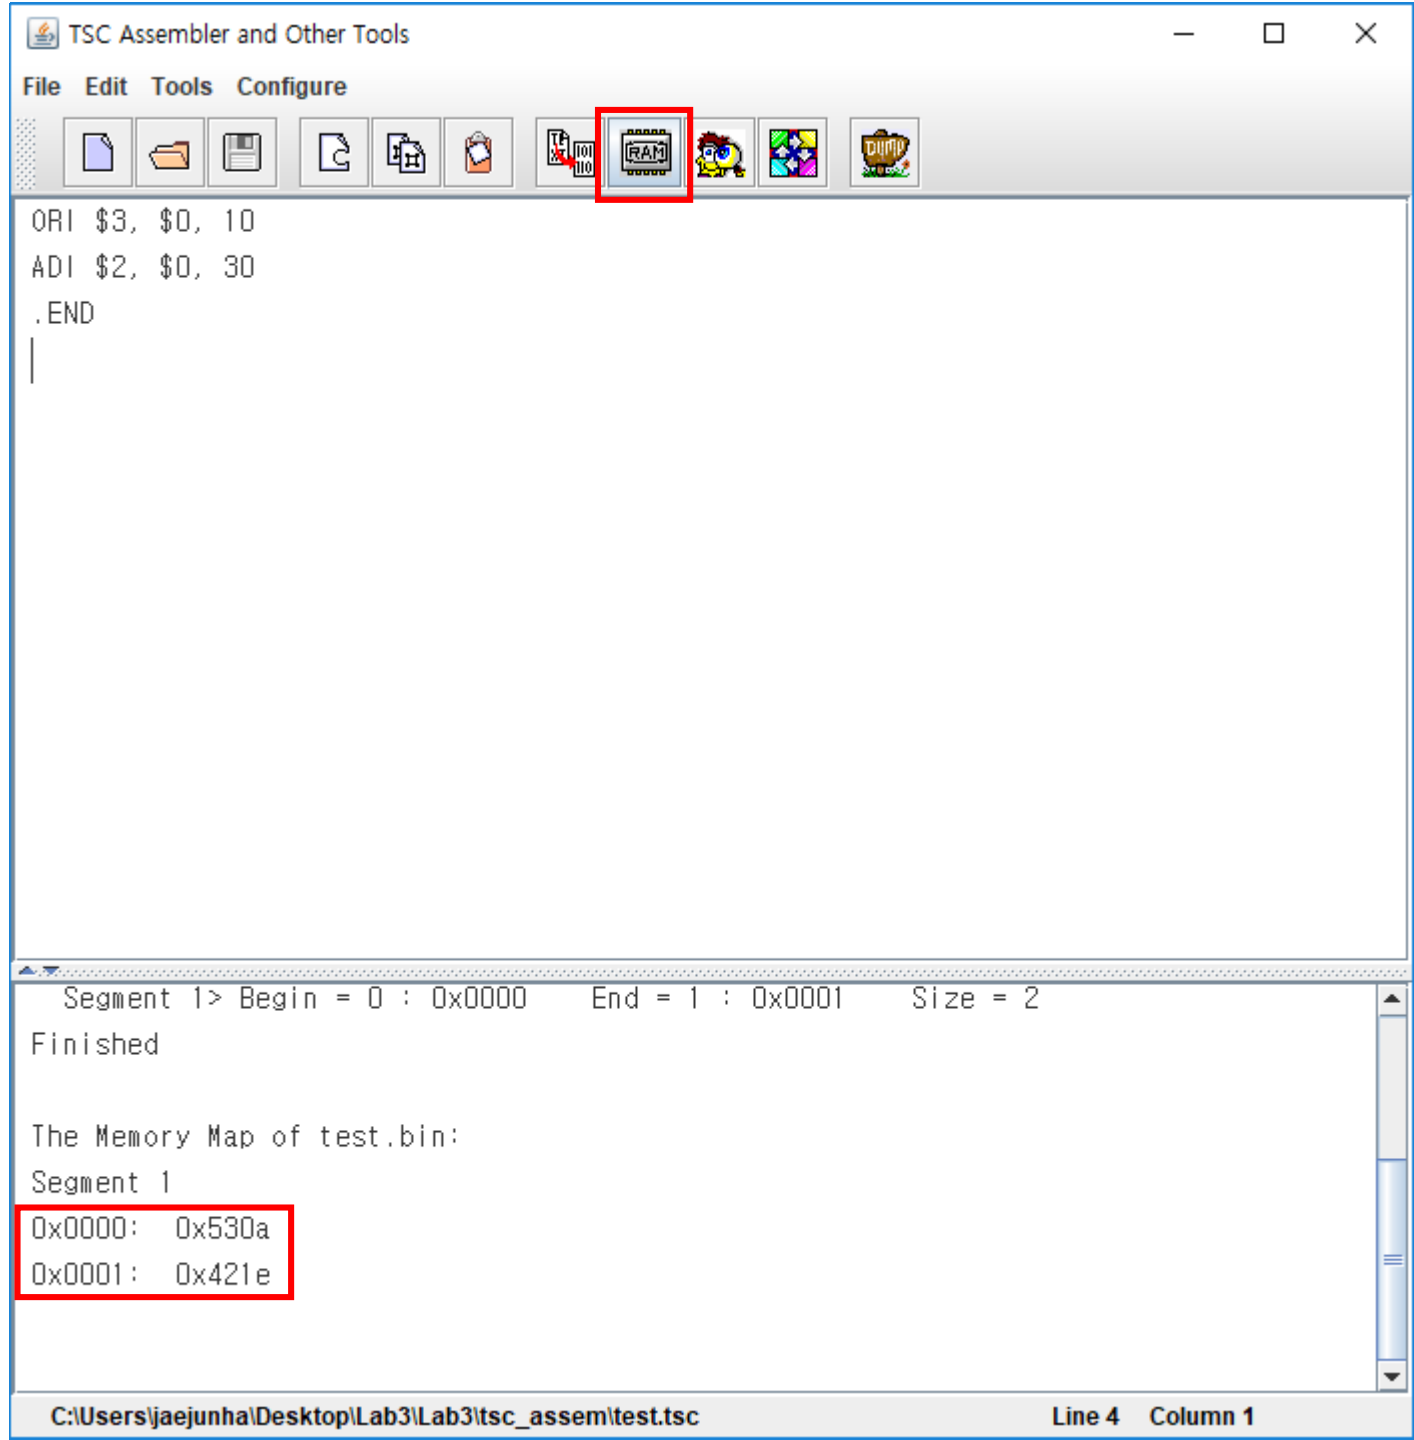 TSC Assembler and Other Tools
File Edit Tools Configure
RAM
DUMP
ORI $3, $0, 10
ADI $2, $0, 30
.END
Segment 1> Begin = 0 : 0x0000 End = 1 : 0x0001 Size = 2
Finished
The Memory Map of test.bin:
Segment 1
0x0000: 0x530a
0x0001: 0x421e
C:\Users\jaejunha\Desktop\Lab3\Lab3\tsc_assem\test.tsc Line 4 Column 1